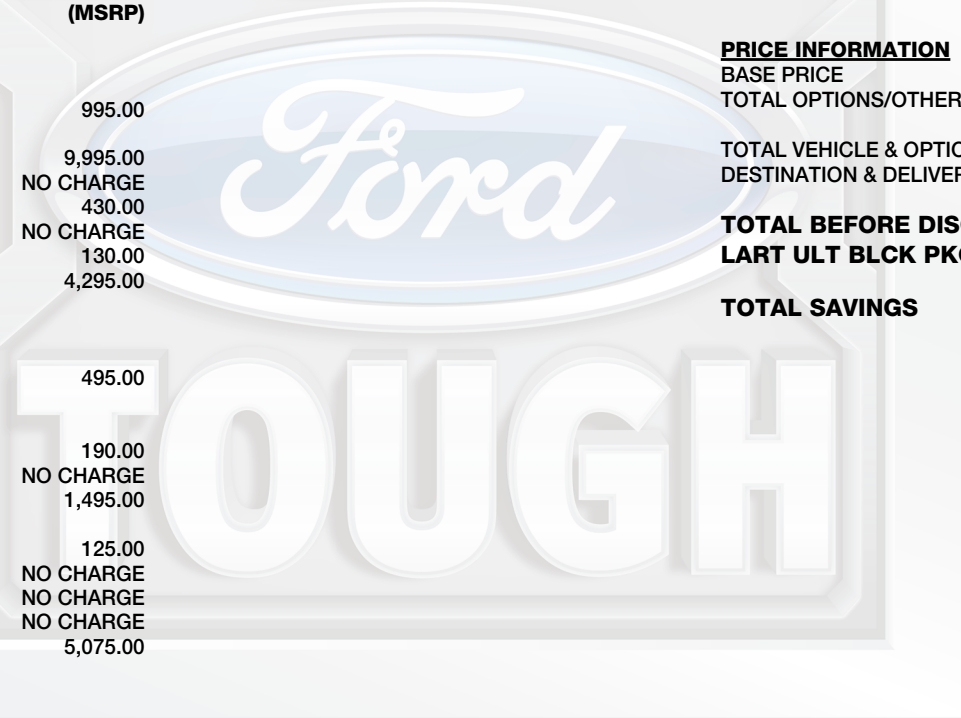 (MSRP)
995.00
9,995.00
NO CHARGE
430.00
NO CHARGE
130.00
4,295.00
495.00
190.00
NO CHARGE
1,495.00
125.00
NO CHARGE
NO CHARGE
NO CHARGE
5,075.00
PRICE INFORMATION
BASE PRICE
TOTAL OPTIONS/OTHER
TOTAL VEHICLE & OPTIO
DESTINATION & DELIVER
TOTAL BEFORE DIS
LART ULT BLCK PK
TOTAL SAVINGS
Ford
TOUGH